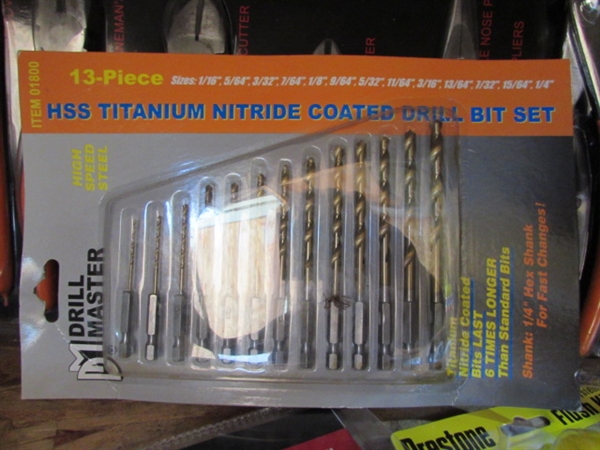 ONEMAN'
CUTTER
NOSE P
PLIERS
ITEM 01800
13-Piece Sizes: 1/16", 5/64", 3/32", 7/64", 1/8", 9/64", 5/32", 11/64", 3/16", 13/64", 7/32", 15/64", 1/4"
HSS TITANIUM NITRIDE COATED DRILL BIT SET
HIGH
SPEED
STEEL
DRILL
MASTER
Titanium
Nitride Coated
Bits LAST
6 TIMES LONGER
Than Standard Bits
Shank: 1/4" Hex Shank
For Fast Changes!
Prestone
Flush